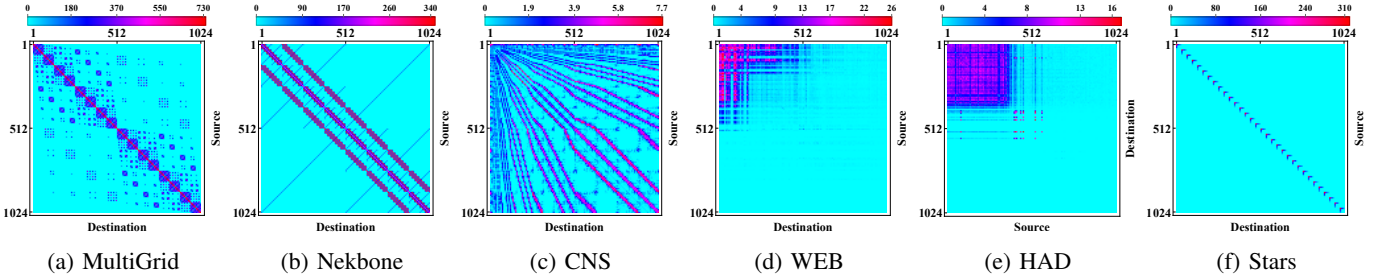 0 180 360 550 730
1 512 1024
1
512
1024
Source
Destination
(a) MultiGrid
0 90 170 260 340
1 512 1024
1
512
1024
Source
Destination
(b) Nekbone
0 1.9 3.9 5.8 7.7
1 512 1024
1
512
1024
Source
Destination
(c) CNS
0 4 9 13 17 22 26
1 512 1024
1
512
1024
Source
Destination
(d) WEB
0 4 8 13 16
1 512 1024
1
512
1024
Destination
Source
(e) HAD
0 80 160 230 310
1 512 1024
1
512
1024
Source
Destination
(f) Stars